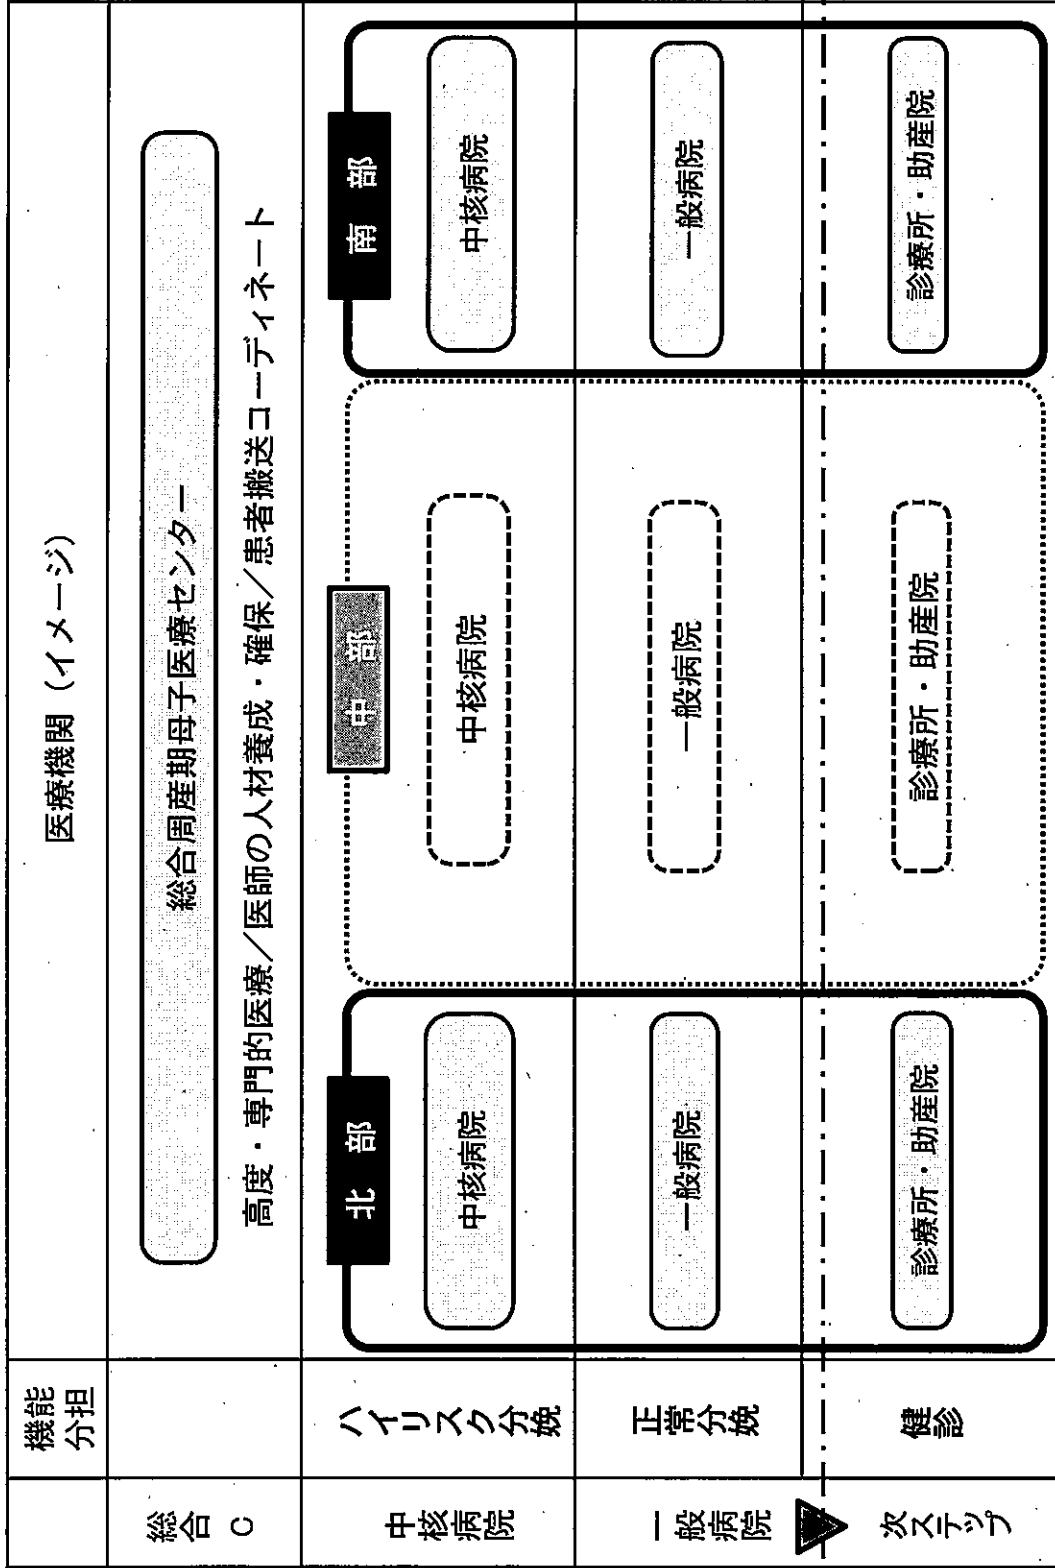 機能
分担
医療機関（イメージ）
総合 C
総合周産期母子医療センター
高度・専門的医療／医師の人材養成・確保／患者搬送コーディネート
中核病院
ハイリスク分娩
北 部
中 部
南 部
中核病院
中核病院
中核病院
一般病院
正常分娩
一般病院
一般病院
一般病院
次ステップ
健診
診療所・助産院
診療所・助産院
診療所・助産院